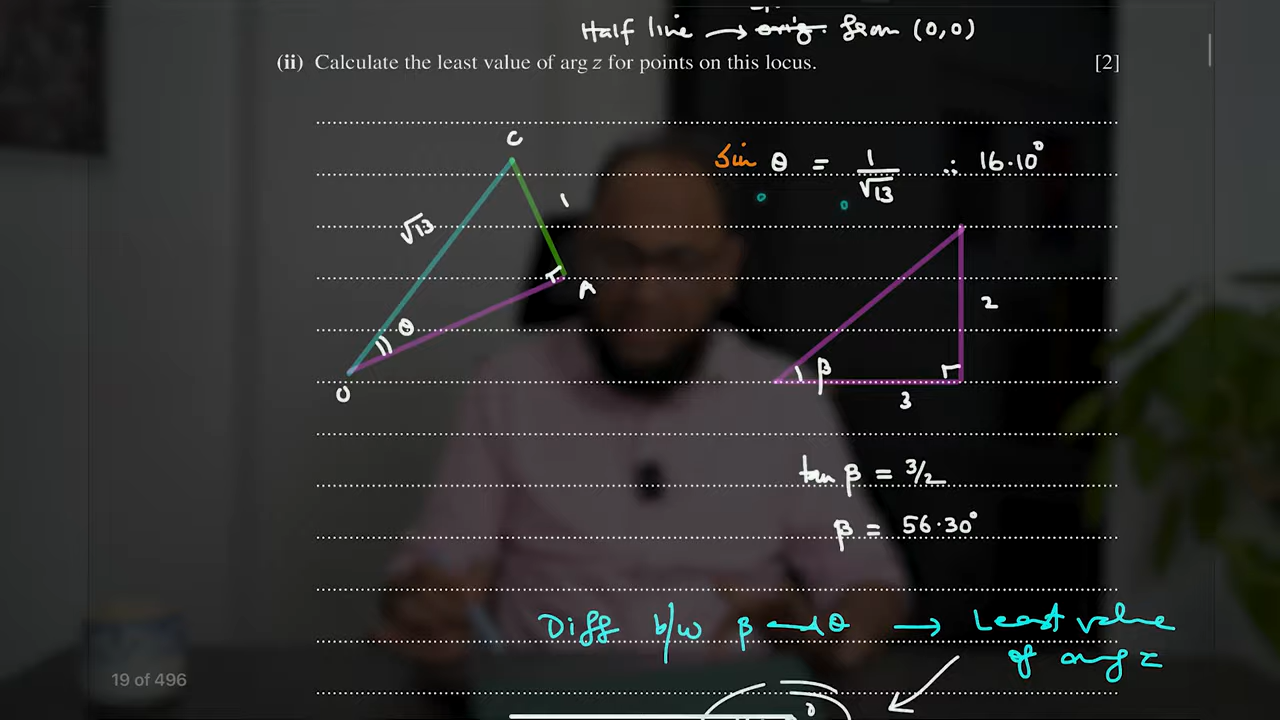 Half line → orig. from (0,0)
(ii) Calculate the least value of arg z for points on this locus. [2]
C
sin θ = 1/√13 ∴ 16.10°
1
√13
A
2
θ
β
O
3
tan β = 3/2
β = 56.30°
Diff b/w β and θ → Least value
of arg z
19 of 496